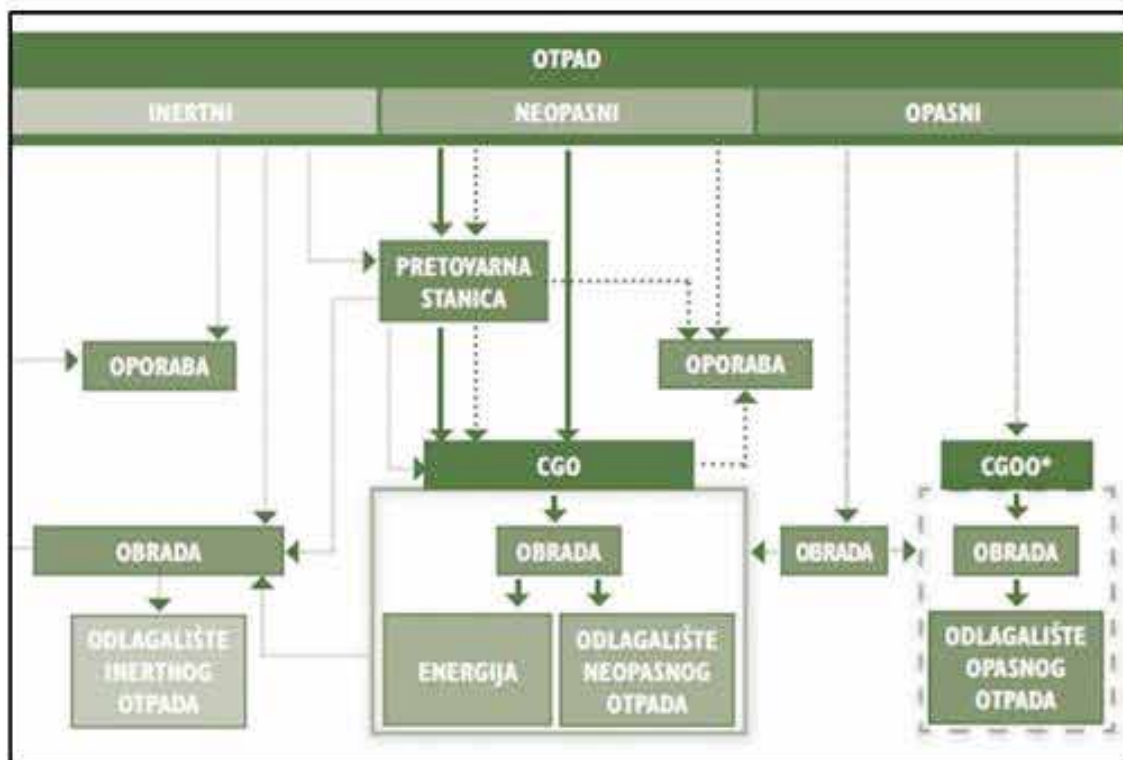 OTPAD
INERTNI
NEOPASNI
OPASNI
PRETOVARNA
STANICA
OPORABA
OPORABA
CGO
CGOO*
OBRADA
OBRADA
OBRADA
OBRADA
ODLAGALIŠTE
INERTNOG
OTPADA
ENERGIJA
ODLAGALIŠTE
NEOPASNOG
OTPADA
ODLAGALIŠTE
OPASNOG
OTPADA